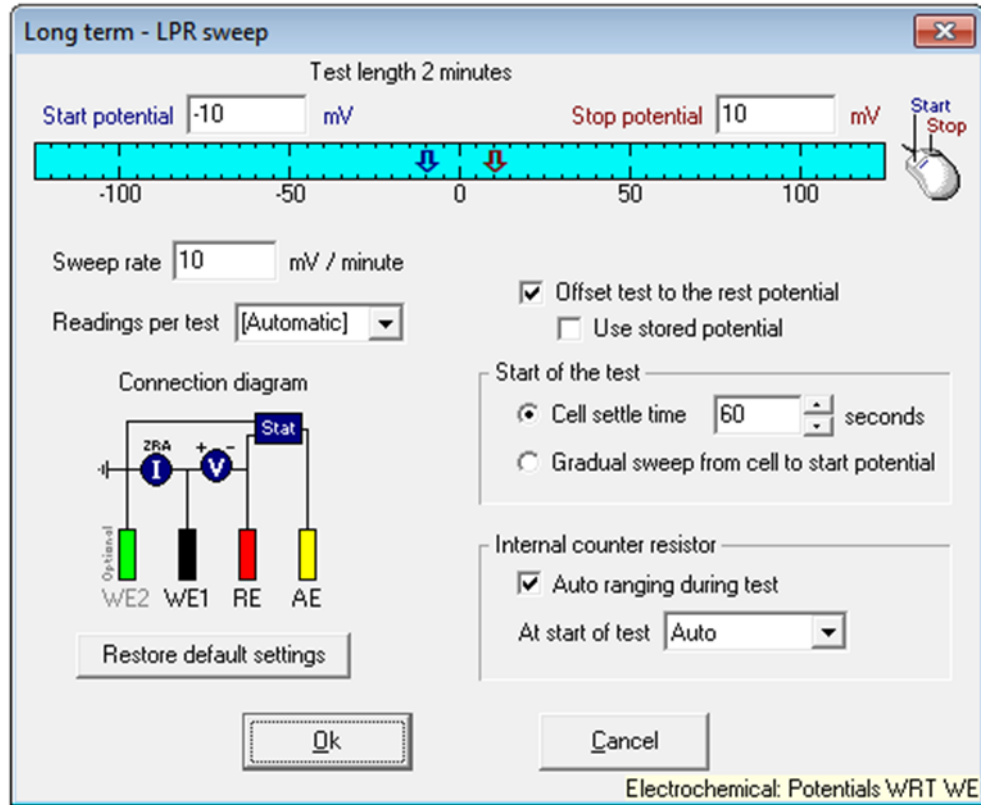 Long term - LPR sweep
Test length 2 minutes
Start potential -10 mV
Stop potential 10 mV
Start
Stop
-100 -50 0 50 100
Sweep rate 10 mV / minute
Readings per test [Automatic]
Offset test to the rest potential
Use stored potential
Connection diagram
Stat
ZRA
I
+ V -
Optional
WE2 WE1 RE AE
Restore default settings
Start of the test
Cell settle time 60 seconds
Gradual sweep from cell to start potential
Internal counter resistor
Auto ranging during test
At start of test Auto
Ok
Cancel
Electrochemical: Potentials WRT WE